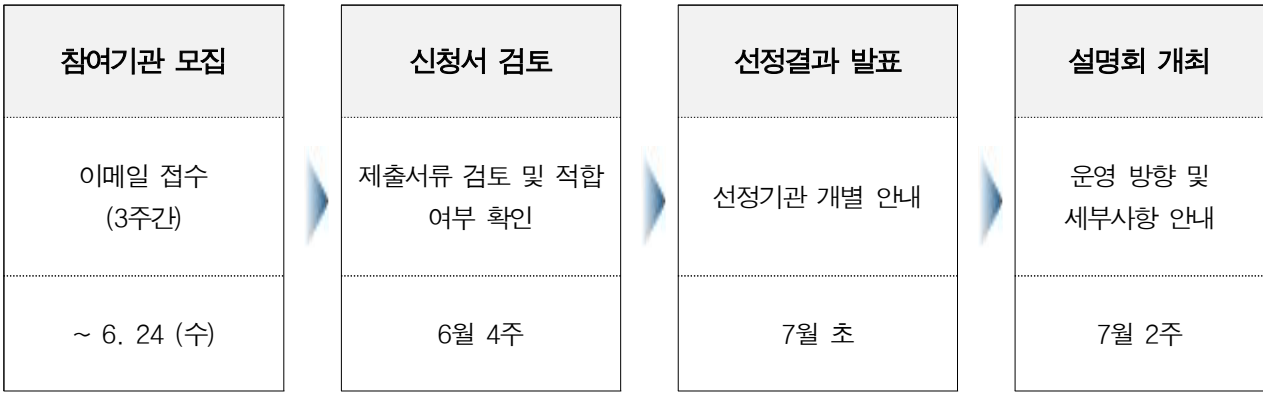 참여기관 모집
이메일 접수
(3주간)
~ 6. 24 (수)
신청서 검토
제출서류 검토 및 적합
여부 확인
6월 4주
선정결과 발표
선정기관 개별 안내
7월 초
설명회 개최
운영 방향 및
세부사항 안내
7월 2주